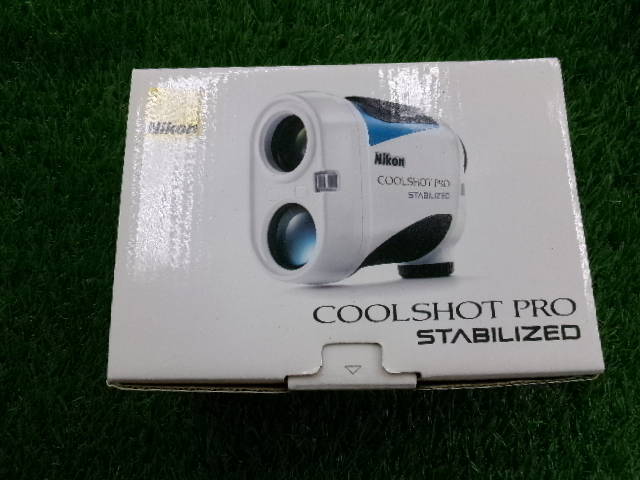 Nikon
Nikon
COOLSHOT PRO
STABILIZED
COOLSHOT PRO
STABILIZED